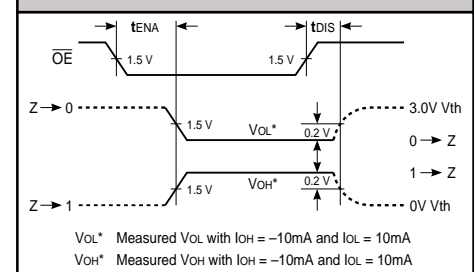 tENA tDIS
OE 1.5 V 1.5 V
Z → 0 3.0V Vth
1.5 V VOL* 0.2 V
0 → Z
1 → Z
1.5 V VOH* 0.2 V
Z → 1 0V Vth
VOL* Measured VOL with IOH = –10mA and IOL = 10mA
VOH* Measured VOH with IOH = –10mA and IOL = 10mA